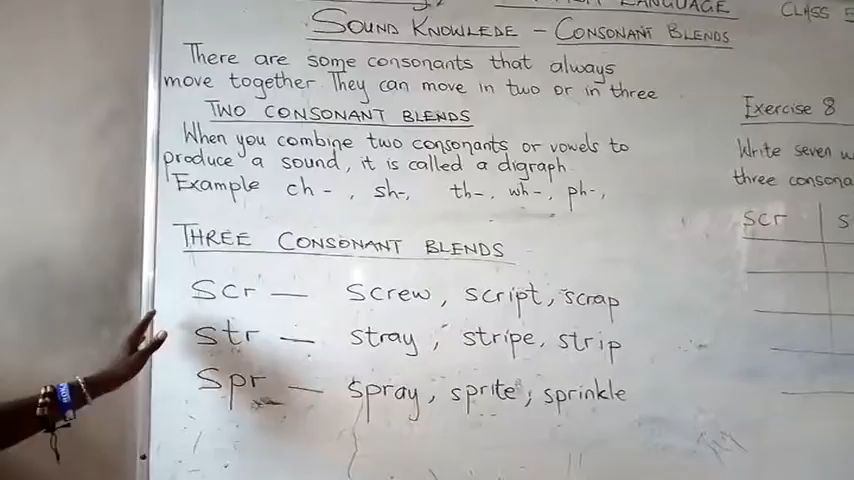 LANGUAGE
CLASS 5
SOUND KNOWLEDE - CONSONANT BLENDS
There are some consonants that always
move together They can move in two or in three
TWO CONSONANT BLENDS
When you combine two consonants or vowels to
produce a sound, it is called a digraph
Example ch - , sh-, th-, wh-, ph-,
THREE CONSONANT BLENDS
Scr — Screw, script, scrap
Str — stray, stripe, strip
Spr — spray, sprite, sprinkle
Exercise 8
Write seven w
three consona
scr s